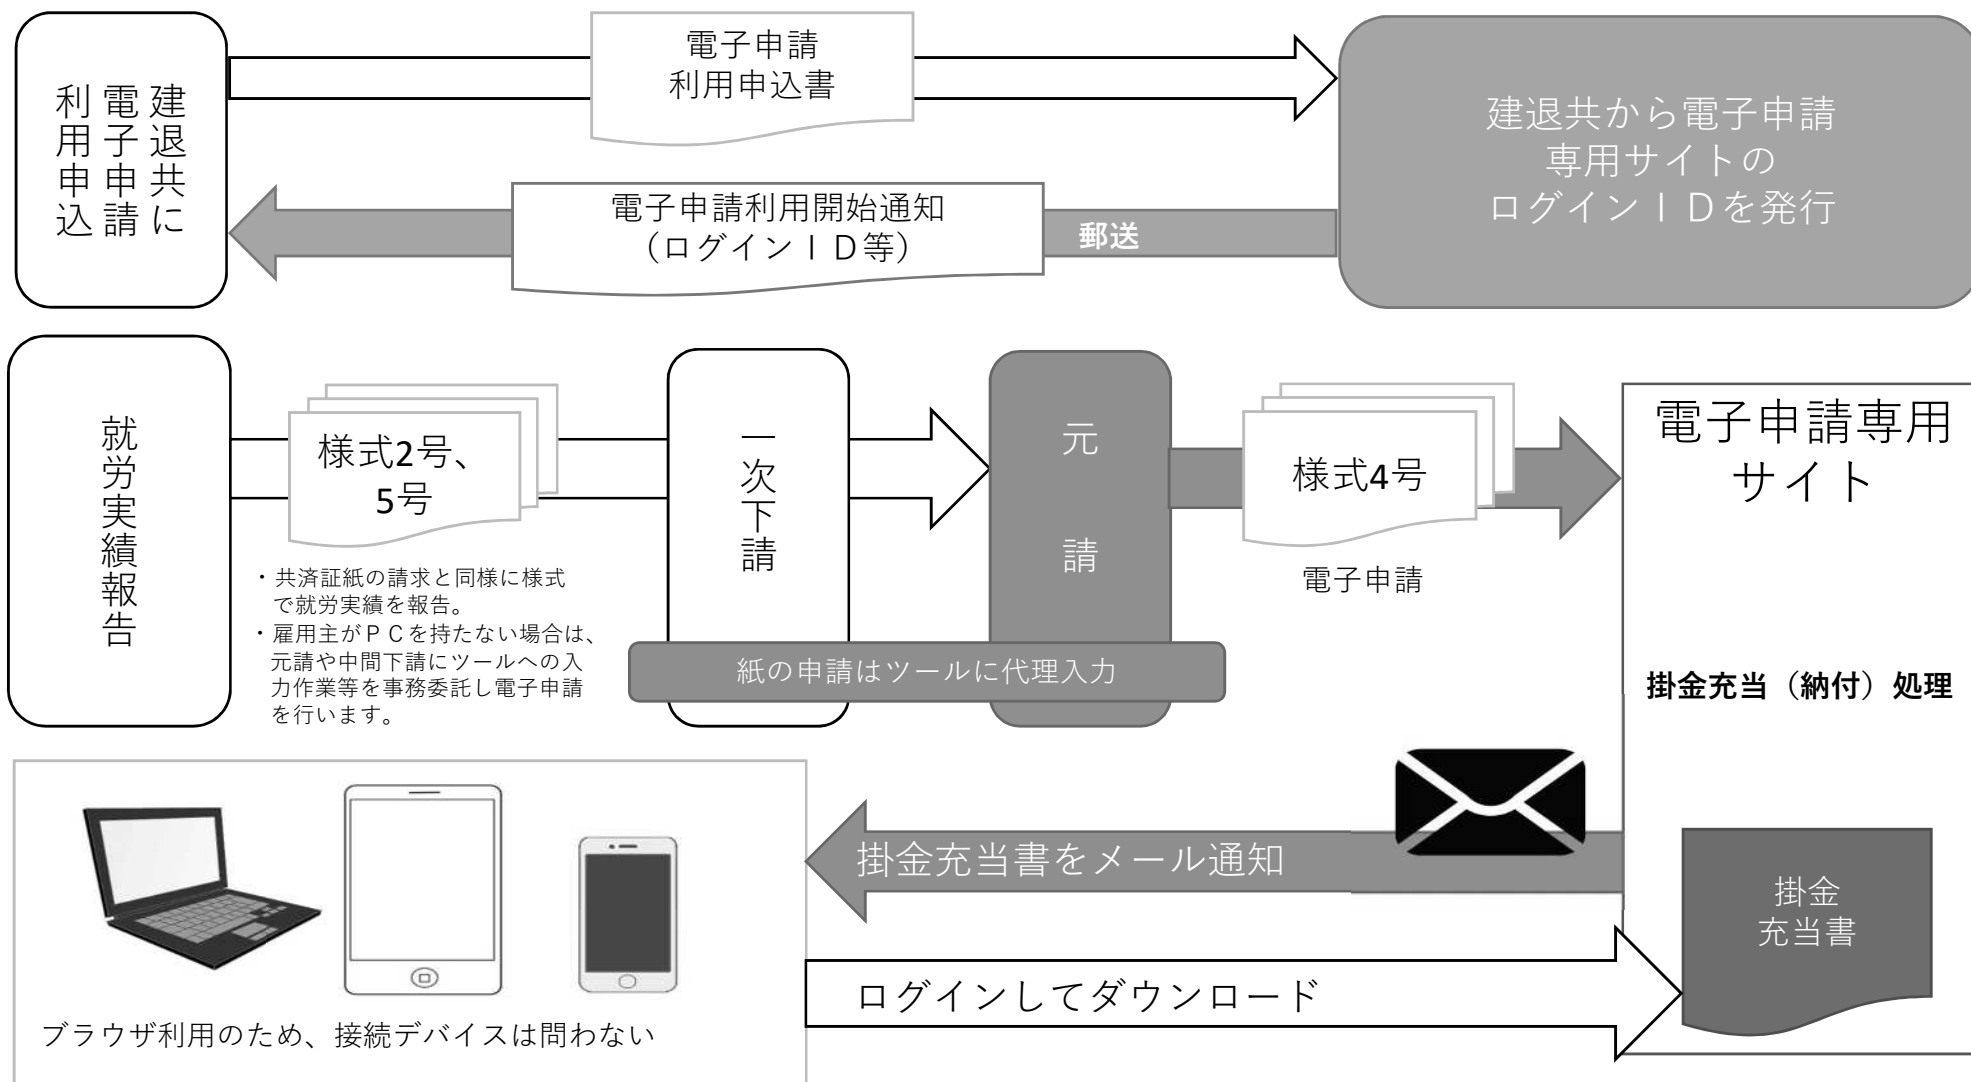 建退共に
電子申請
利用申込
電子申請
利用申込書
建退共から電子申請
専用サイトの
ログインＩＤを発行
電子申請利用開始通知
（ログインＩＤ等）
郵送
就労実績報告
様式2号、
5号
一次下請
元請
様式4号
電子申請
電子申請専用
サイト
・共済証紙の請求と同様に様式
で就労実績を報告。
・雇用主がＰＣを持たない場合は、
元請や中間下請にツールへの入
力作業等を事務委託し電子申請
を行います。
紙の申請はツールに代理入力
掛金充当（納付）処理
掛金充当書をメール通知
掛金
充当書
ログインしてダウンロード
ブラウザ利用のため、接続デバイスは問わない